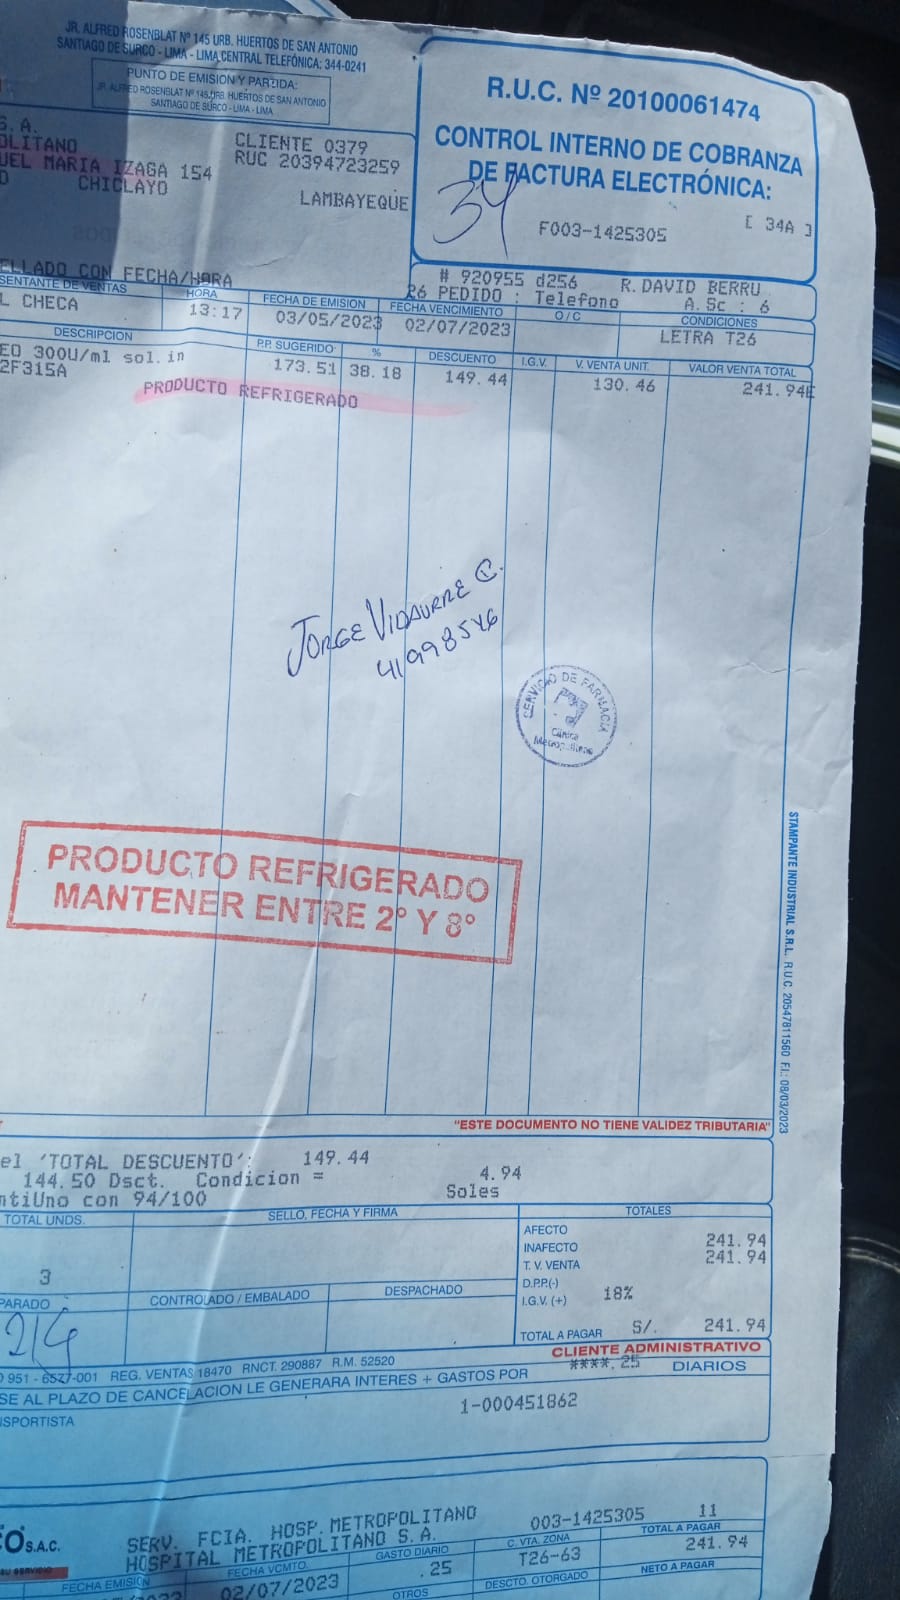 JR. ALFRED ROSENBLAT Nº 145 URB. HUERTOS DE SAN ANTONIO
SANTIAGO DE SURCO - LIMA - LIMA CENTRAL TELEFÓNICA: 344-0241
PUNTO DE EMISION Y PARTIDA:
JR. ALFRED ROSENBLAT Nº 145 URB. HUERTOS DE SAN ANTONIO
SANTIAGO DE SURCO - LIMA - LIMA
R.U.C. Nº 20100061474
CONTROL INTERNO DE COBRANZA
DE FACTURA ELECTRÓNICA:
34
F003-1425305 [ 34A ]
S.A.
OLITANO CLIENTE 0379
UEL MARIA IZAGA 154 RUC 20394723259
D CHICLAYO LAMBAYEQUE
ELLADO CON FECHA/HORA
# 920955 d256 R.DAVID BERRU
26 PEDIDO : Telefono A.Sc : 6
SENTANTE DE VENTAS HORA FECHA DE EMISION FECHA VENCIMIENTO O/C CONDICIONES
L CHECA 13:17 03/05/2023 02/07/2023 LETRA T26
DESCRIPCION P.P. SUGERIDO % DESCUENTO I.G.V. V. VENTA UNIT. VALOR VENTA TOTAL
EO 300U/ml sol.in 173.51 38.18 149.44 130.46 241.94E
2F315A
PRODUCTO REFRIGERADO
JORGE VIDAURRE C.
41998546
SERVICIO DE FARMACIA
Clínica
Metropolitano
PRODUCTO REFRIGERADO
MANTENER ENTRE 2° Y 8°
STAMPANTE INDUSTRIAL S.R.L. R.U.C. 20547811560 F.I.: 08/03/2023
"ESTE DOCUMENTO NO TIENE VALIDEZ TRIBUTARIA"
el 'TOTAL DESCUENTO': 149.44
144.50 Dsct. Condicion = 4.94
ntiUno con 94/100 Soles
TOTAL UNDS. SELLO, FECHA Y FIRMA TOTALES
3
AFECTO 241.94
INAFECTO 241.94
T. V. VENTA
D.P.P.(-)
I.G.V. (+) 18%
TOTAL A PAGAR S/. 241.94
PARADO CONTROLADO / EMBALADO DESPACHADO
CLIENTE ADMINISTRATIVO
951 - 6527-001 REG. VENTAS 18470 RNCT. 290887 R.M. 52520
SE AL PLAZO DE CANCELACION LE GENERARA INTERES + GASTOS POR ****.25 DIARIOS
SPORTISTA 1-000451862
S.A.C.
SU SERVICIO
SERV. FCIA. HOSP. METROPOLITANO 003-1425305 11
HOSPITAL METROPOLITANO S.A.
C. VTA. ZONA TOTAL A PAGAR
T26-63 241.94
FECHA EMISIÓN FECHA VCMTO. GASTO DIARIO
02/07/2023 .25
OTROS DESCTO. OTORGADO NETO A PAGAR